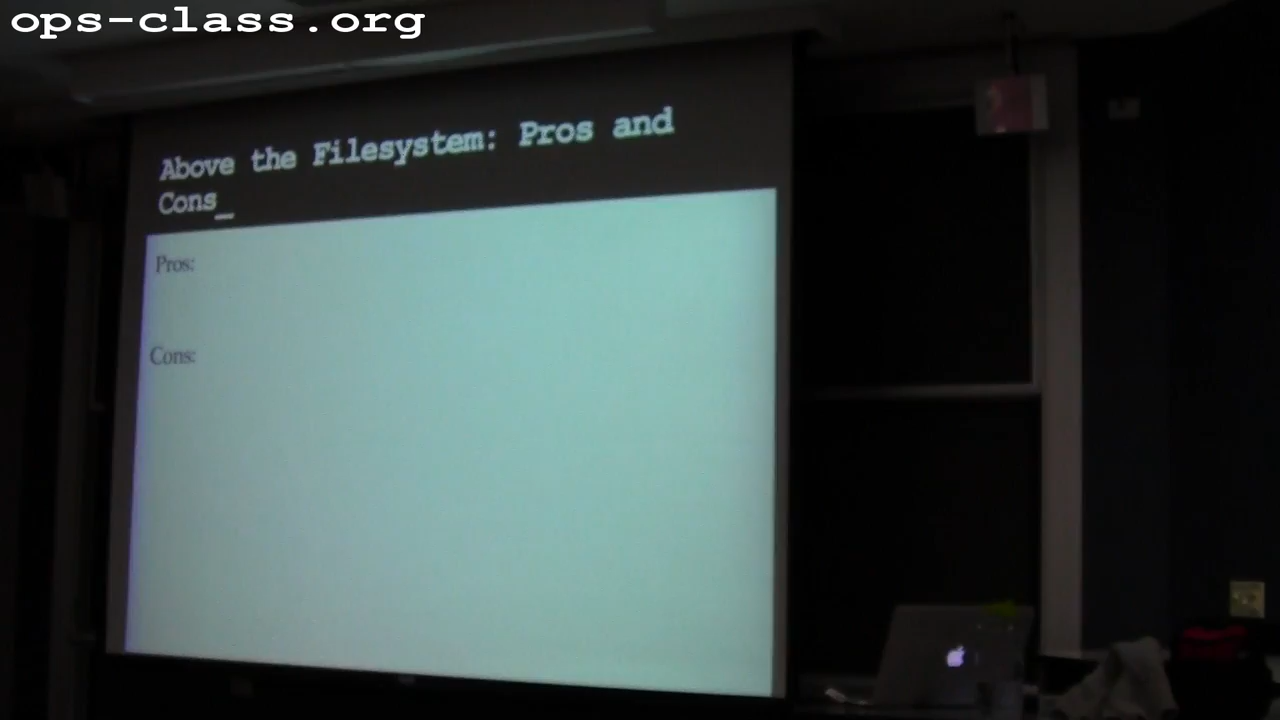 ops-class.org
Above the Filesystem: Pros and
Cons_
Pros:
Cons: